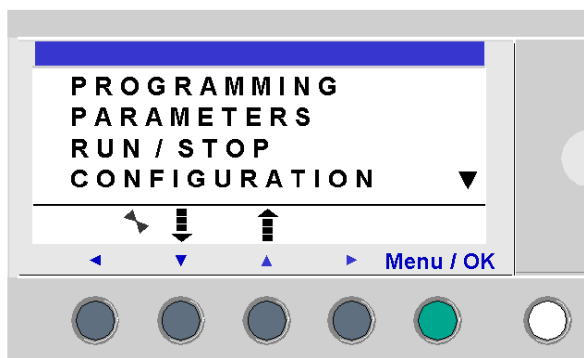 PROGRAMMING
PARAMETERS
RUN / STOP
CONFIGURATION
Menu / OK